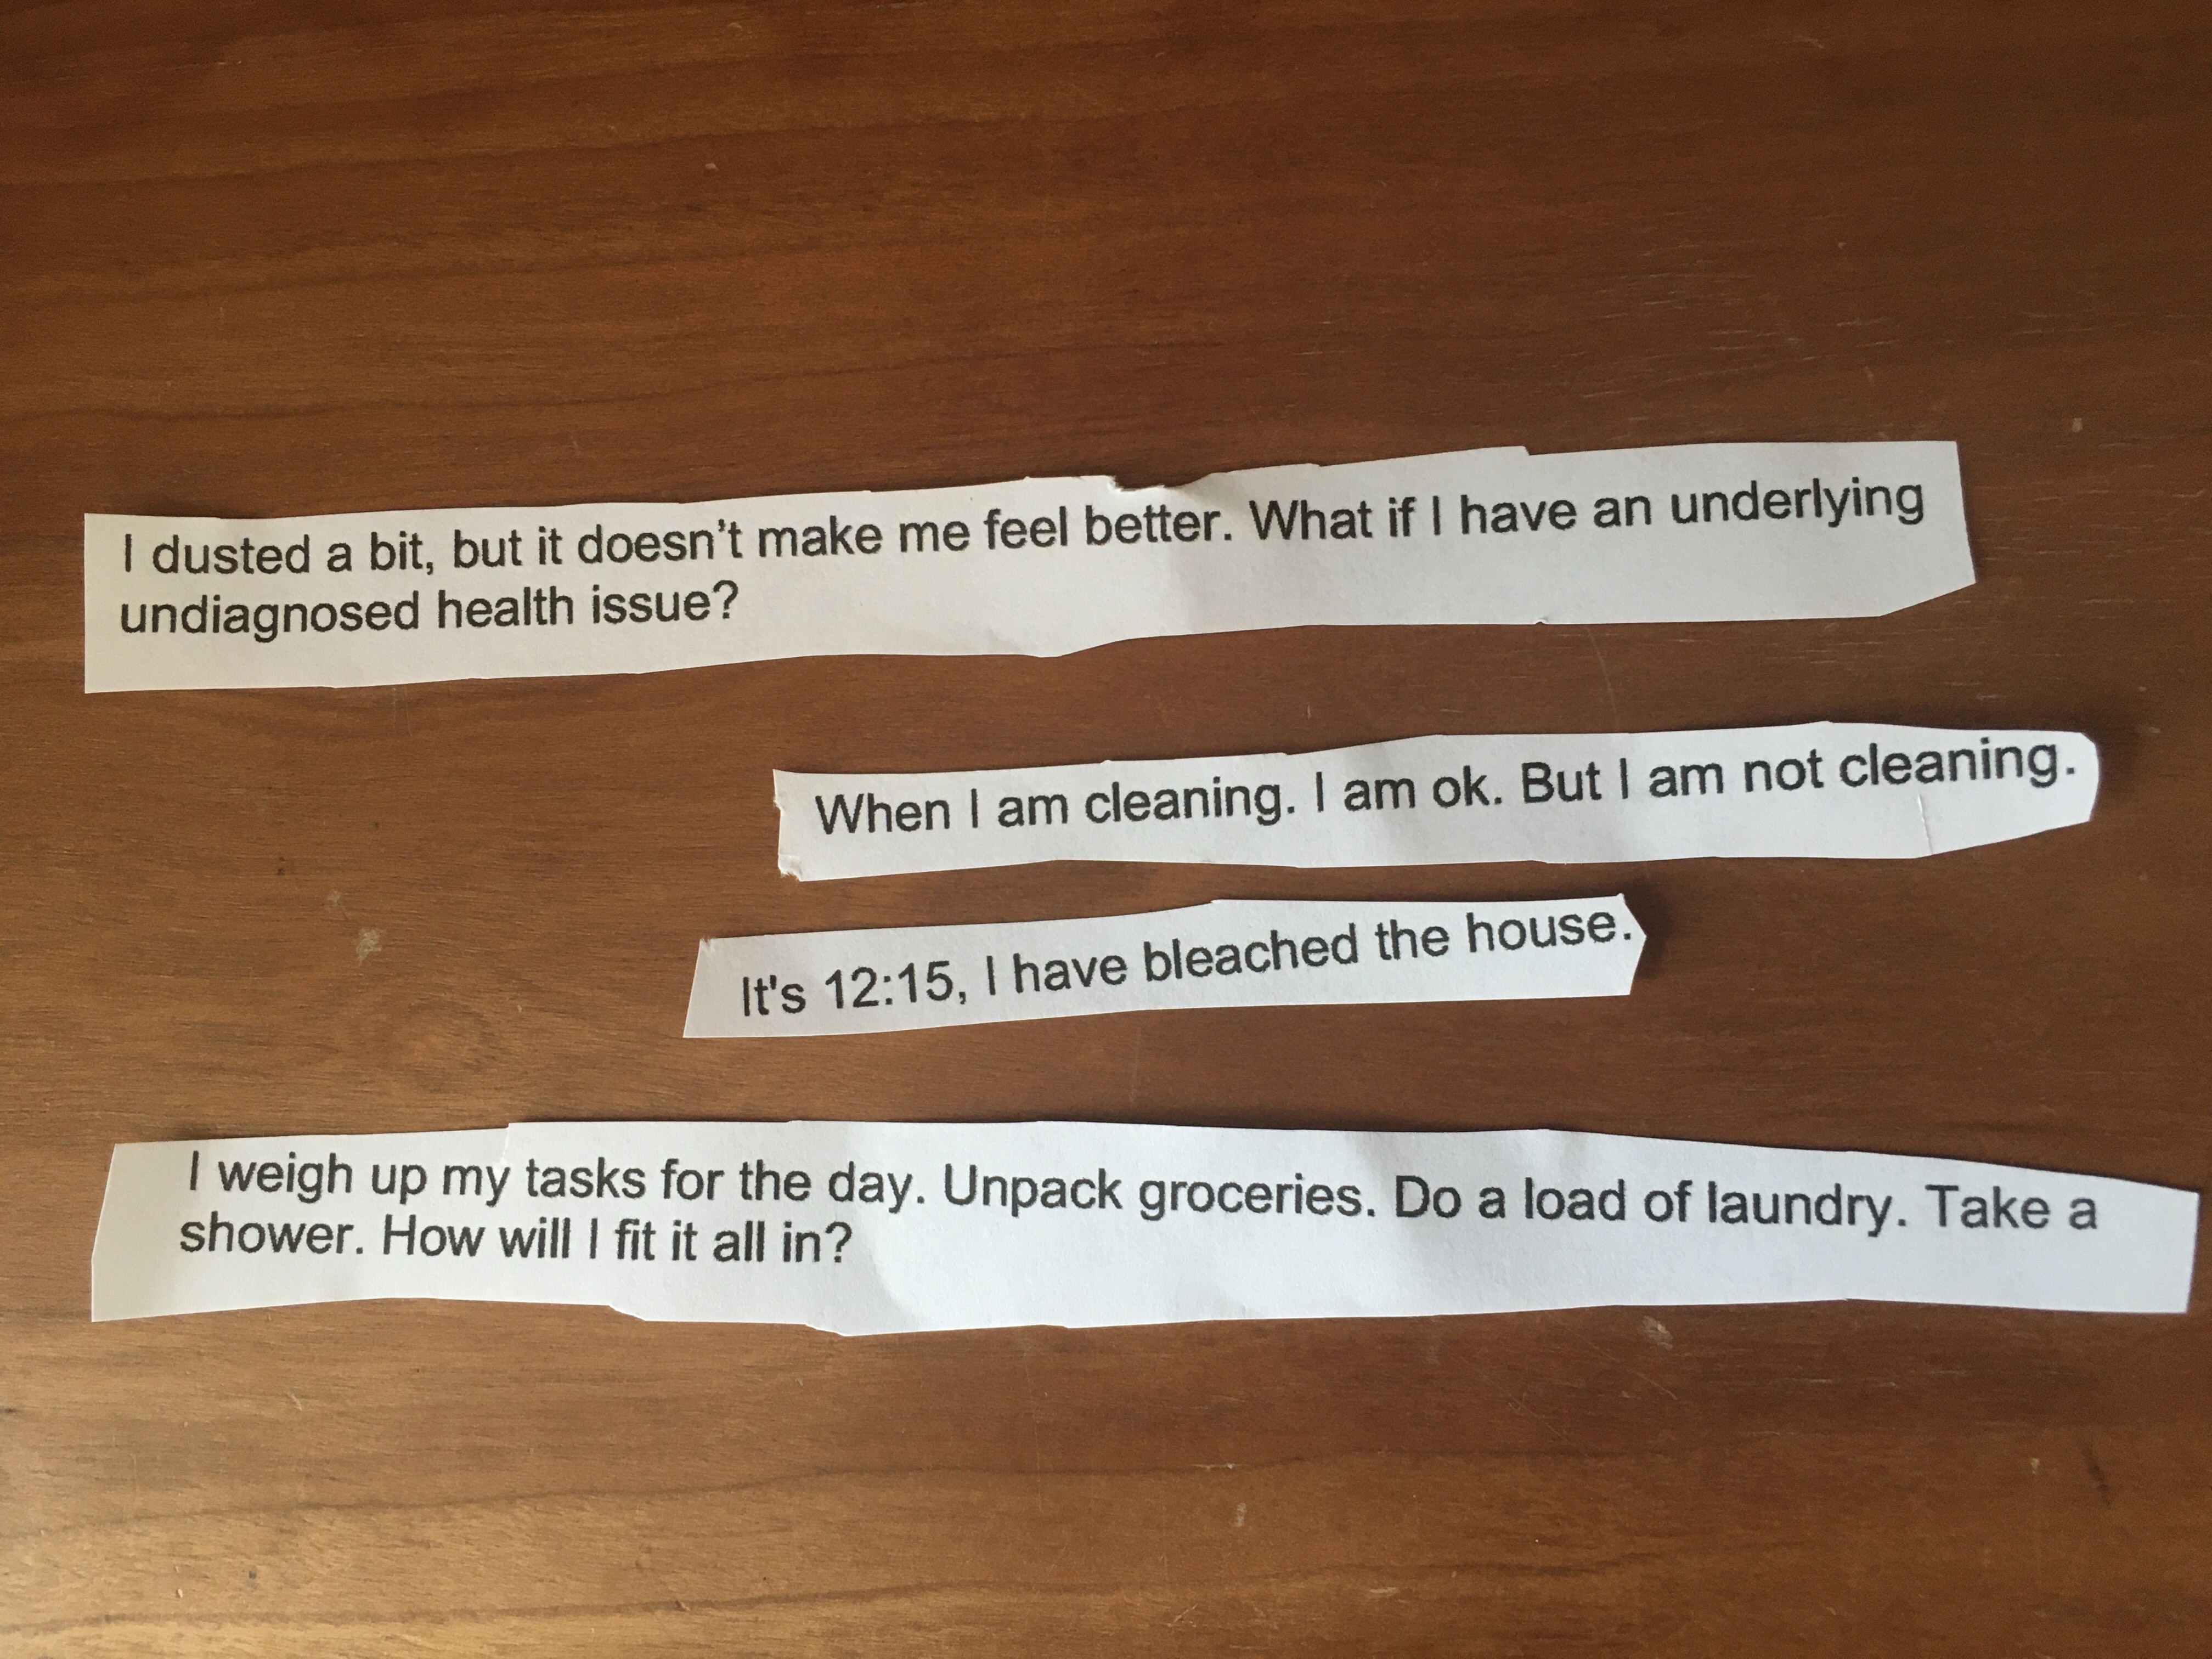 I dusted a bit, but it doesn't make me feel better. What if I have an underlying
undiagnosed health issue?
When I am cleaning. I am ok. But I am not cleaning.
It's 12:15, I have bleached the house.
I weigh up my tasks for the day. Unpack groceries. Do a load of laundry. Take a
shower. How will I fit it all in?